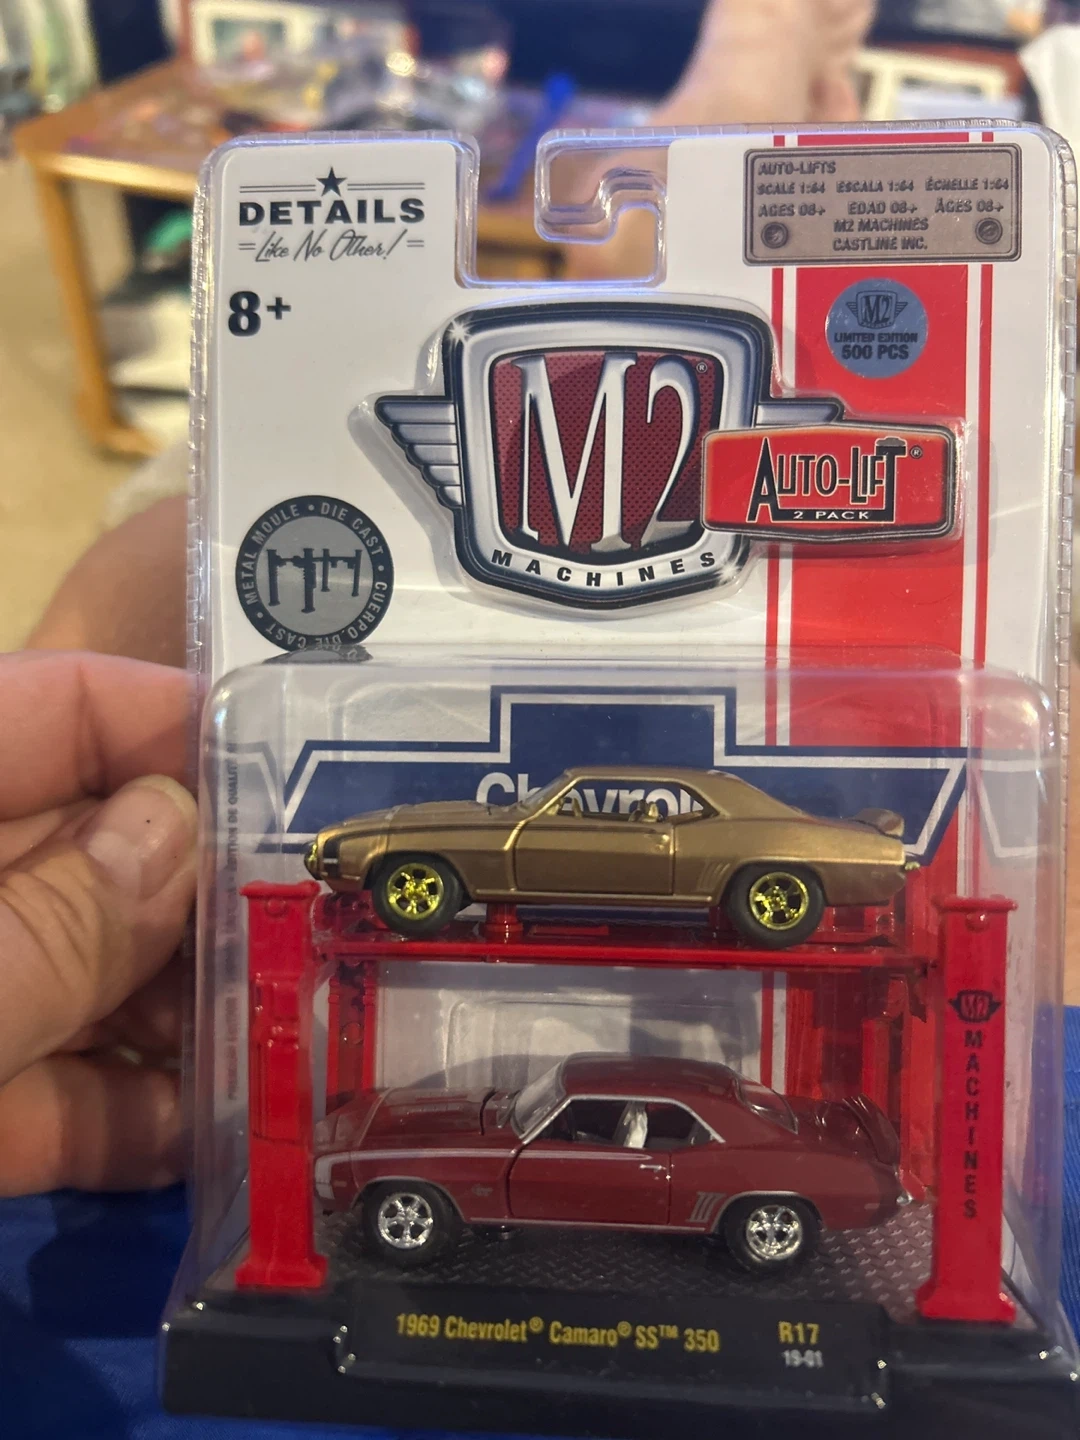 DETAILS
Like No Other!
8+
AUTO-LIFTS
SCALE 1:64 ESCALA 1:64 ÉCHELLE 1:64
AGES 08+ EDAD 08+ ÂGES 08+
M2 MACHINES
CASTLINE INC.
M2
LIMITED EDITION
500 PCS
M2®
MACHINES
AUTO-LIFT®
2 PACK
METAL MOULE • DIE CAST • CUERPO DIE CAST •
Chevrol
M2
MACHINES
1969 Chevrolet® Camaro® SS™ 350
R17
19-01